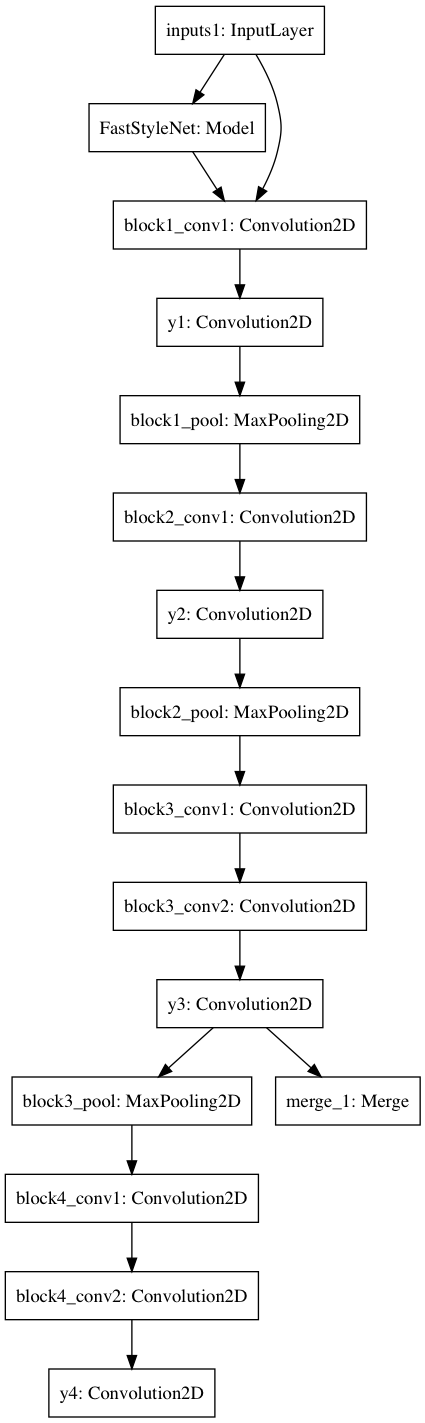 inputs1: InputLayer
FastStyleNet: Model
block1_conv1: Convolution2D
y1: Convolution2D
block1_pool: MaxPooling2D
block2_conv1: Convolution2D
y2: Convolution2D
block2_pool: MaxPooling2D
block3_conv1: Convolution2D
block3_conv2: Convolution2D
y3: Convolution2D
block3_pool: MaxPooling2D
merge_1: Merge
block4_conv1: Convolution2D
block4_conv2: Convolution2D
y4: Convolution2D